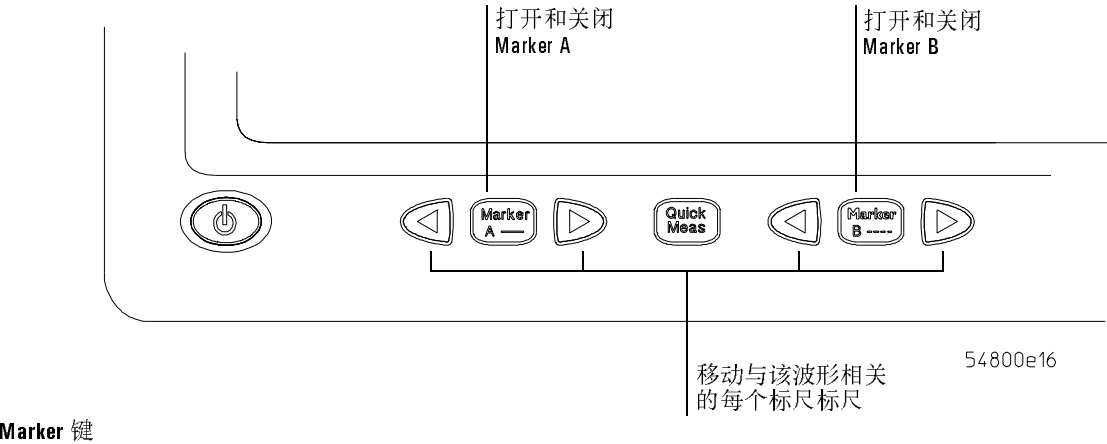 打开和关闭
Marker A
打开和关闭
Marker B
Marker
A —
Quick
Meas
Marker
B ----
54800e16
移动与该波形相关
的每个标尺标尺
Marker 键